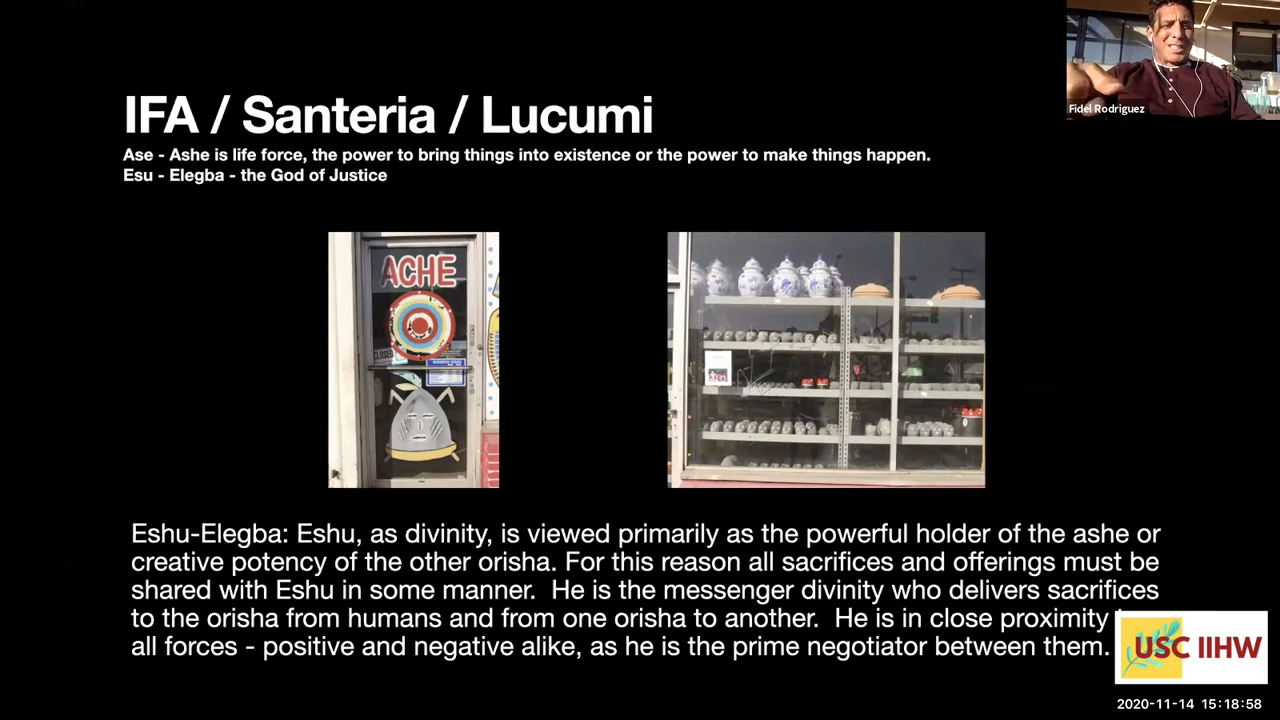 Fidel Rodriguez
IFA / Santeria / Lucumi
Ase - Ashe is life force, the power to bring things into existence or the power to make things happen.
Esu - Elegba - the God of Justice
ACHE
CLOSED
Eshu-Elegba: Eshu, as divinity, is viewed primarily as the powerful holder of the ashe or
creative potency of the other orisha. For this reason all sacrifices and offerings must be
shared with Eshu in some manner. He is the messenger divinity who delivers sacrifices
to the orisha from humans and from one orisha to another. He is in close proximity
all forces - positive and negative alike, as he is the prime negotiator between them.
USC IIHW
2020-11-14 15:18:58